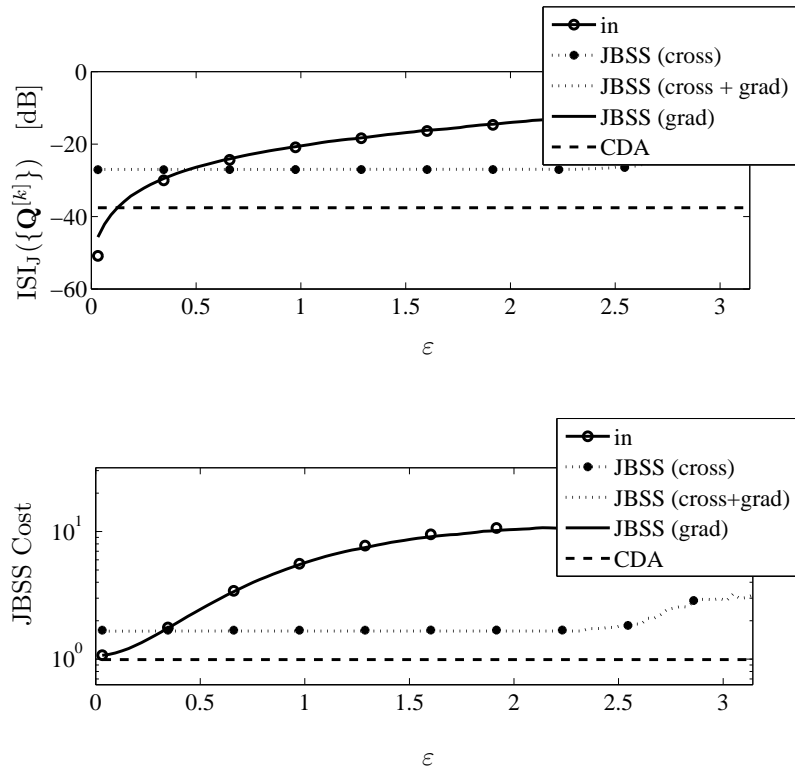 in
JBSS (cross)
JBSS (cross + grad)
JBSS (grad)
CDA
ISI_J({Q^[k]}) [dB]
0
−20
−40
−60
0 0.5 1 1.5 2 2.5 3
ε
in
JBSS (cross)
JBSS (cross+grad)
JBSS (grad)
CDA
JBSS Cost
10^1
10^0
0 0.5 1 1.5 2 2.5 3
ε